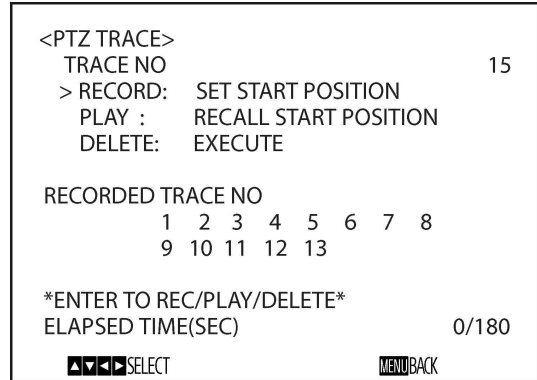 <PTZ TRACE>
TRACE NO 15
> RECORD: SET START POSITION
PLAY : RECALL START POSITION
DELETE: EXECUTE
RECORDED TRACE NO
1 2 3 4 5 6 7 8
9 10 11 12 13
*ENTER TO REC/PLAY/DELETE*
ELAPSED TIME(SEC) 0/180
▲▼◀▶SELECT MENU BACK